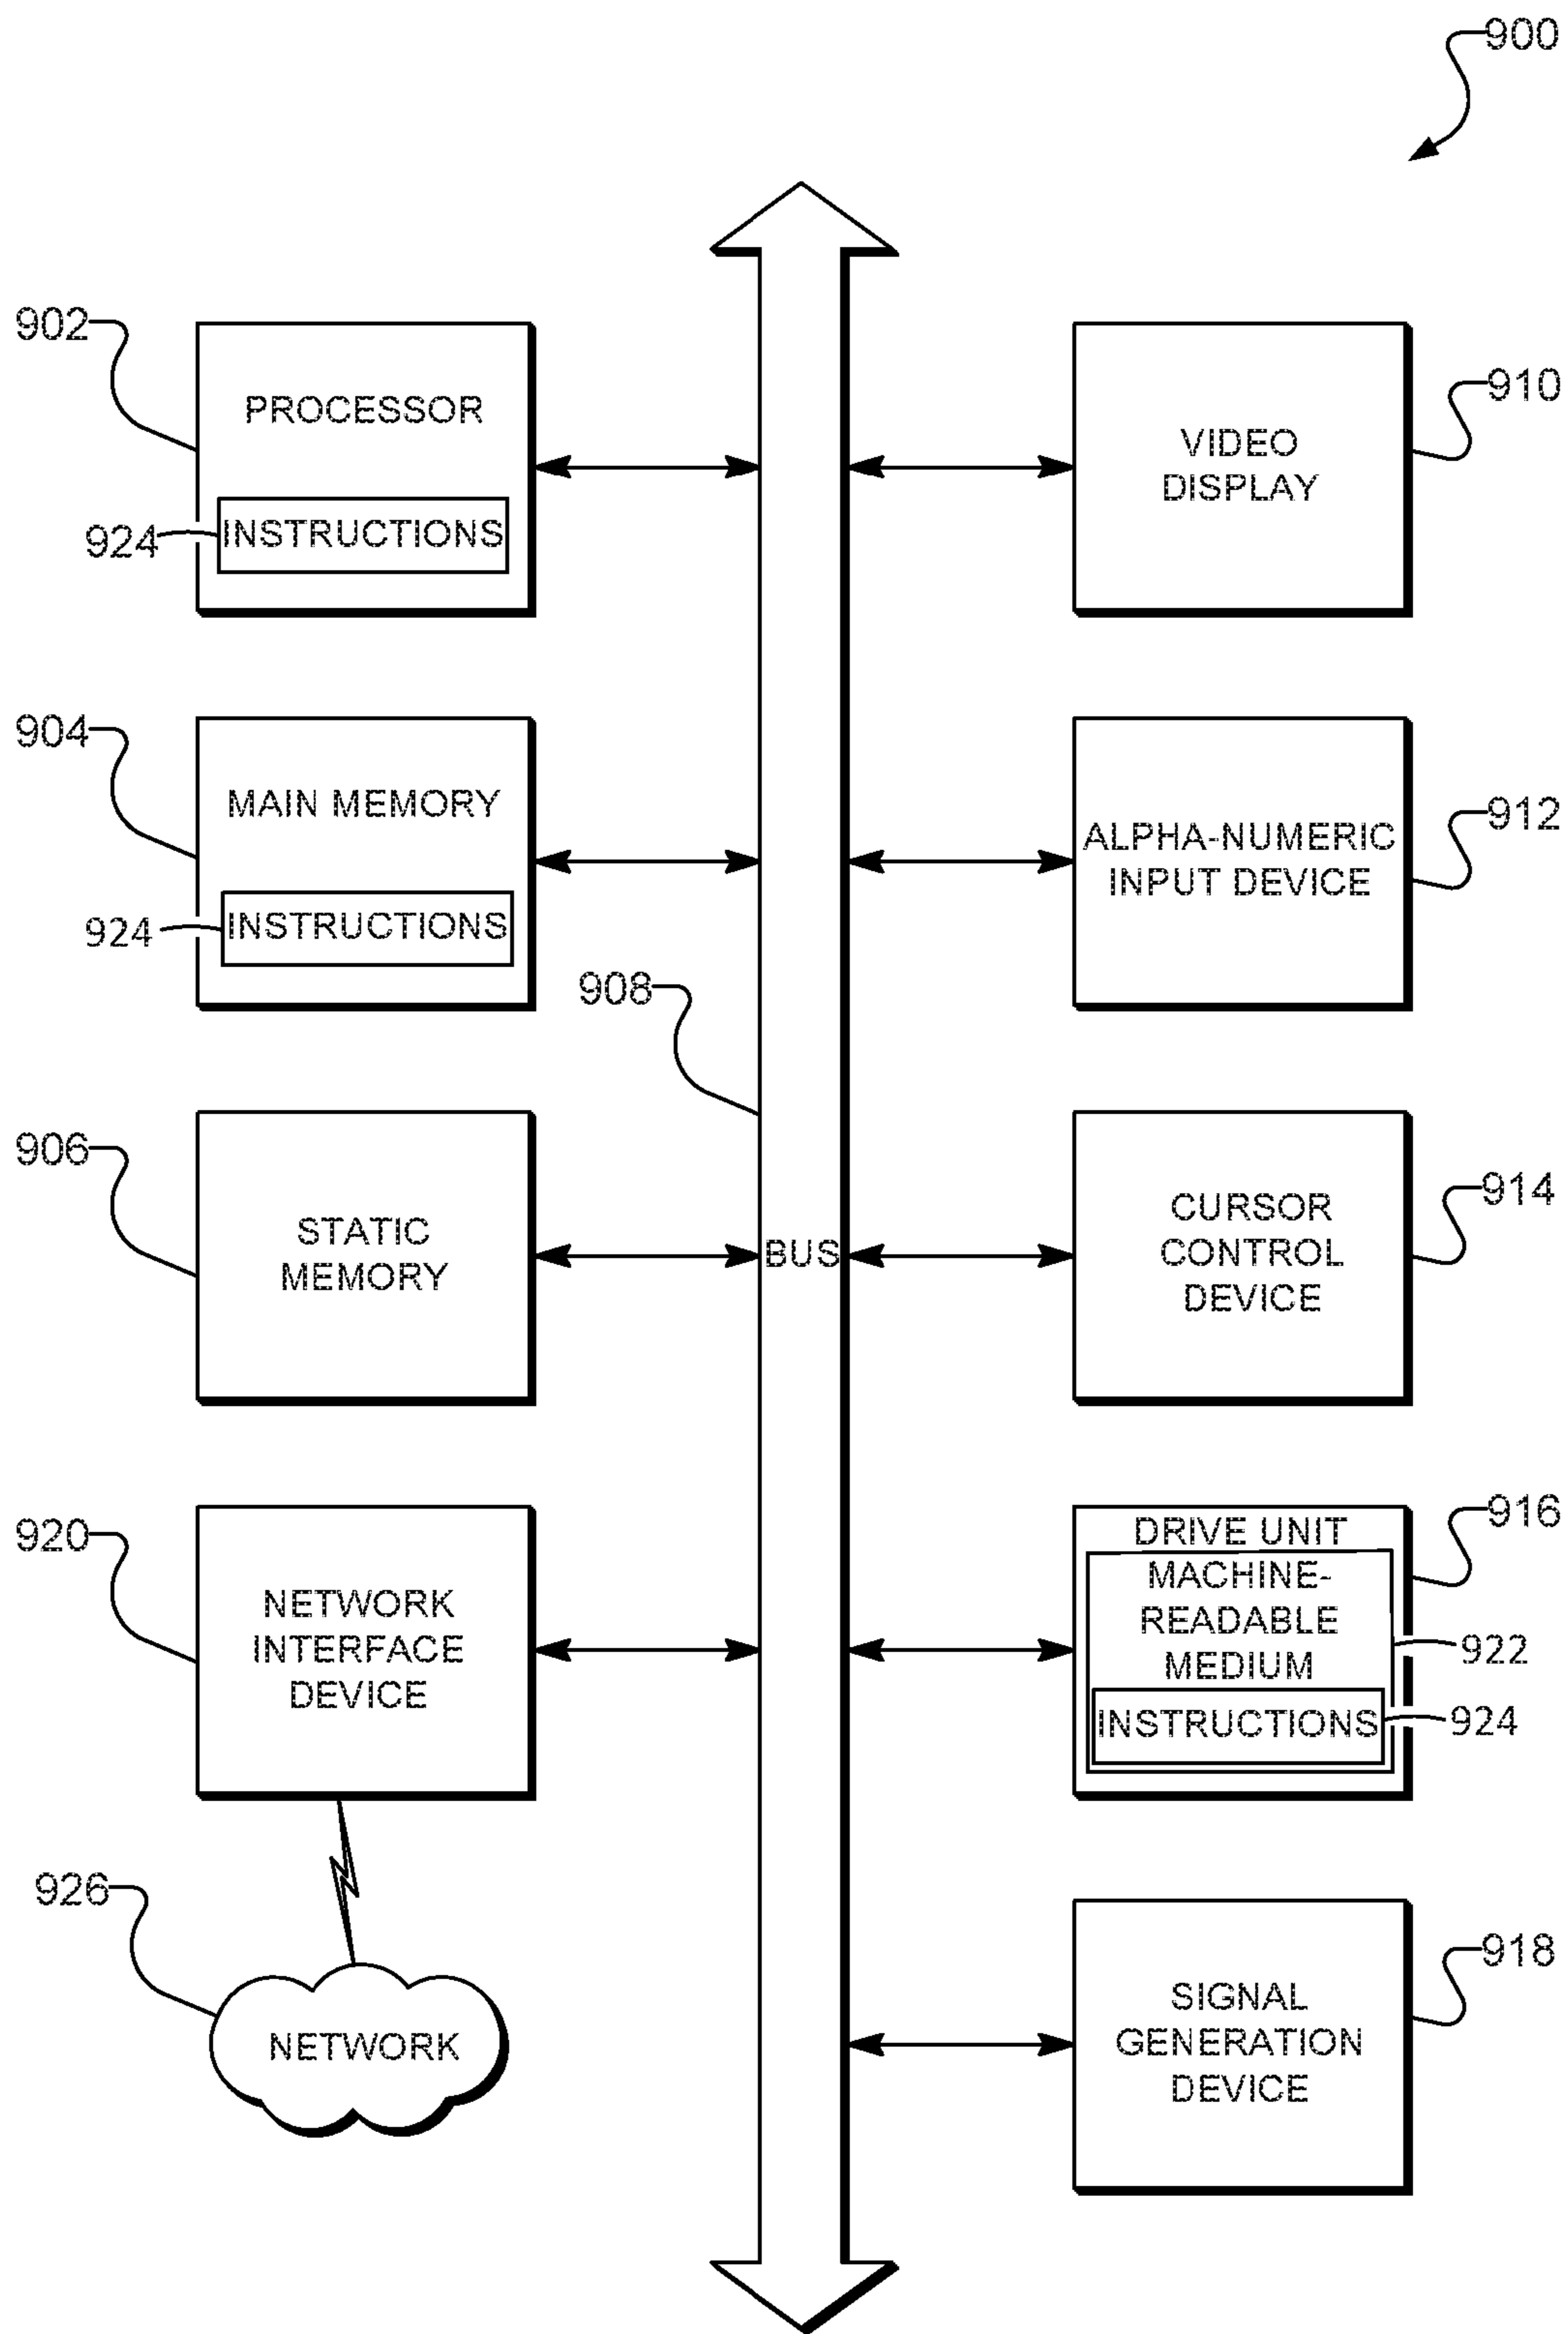 900
902
PROCESSOR
924
INSTRUCTIONS
910
VIDEO
DISPLAY
904
MAIN MEMORY
924
INSTRUCTIONS
912
ALPHA-NUMERIC
INPUT DEVICE
908
906
STATIC
MEMORY
BUS
914
CURSOR
CONTROL
DEVICE
920
NETWORK
INTERFACE
DEVICE
916
DRIVE UNIT
MACHINE-
READABLE
MEDIUM
922
INSTRUCTIONS
924
926
NETWORK
918
SIGNAL
GENERATION
DEVICE